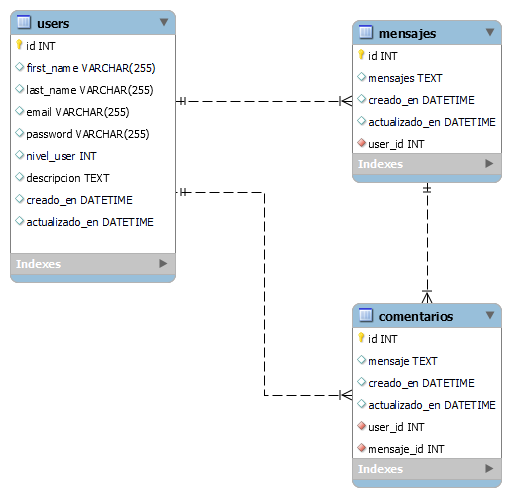 users
id INT
first_name VARCHAR(255)
last_name VARCHAR(255)
email VARCHAR(255)
password VARCHAR(255)
nivel_user INT
descripcion TEXT
creado_en DATETIME
actualizado_en DATETIME
Indexes
mensajes
id INT
mensajes TEXT
creado_en DATETIME
actualizado_en DATETIME
user_id INT
Indexes
comentarios
id INT
mensaje TEXT
creado_en DATETIME
actualizado_en DATETIME
user_id INT
mensaje_id INT
Indexes